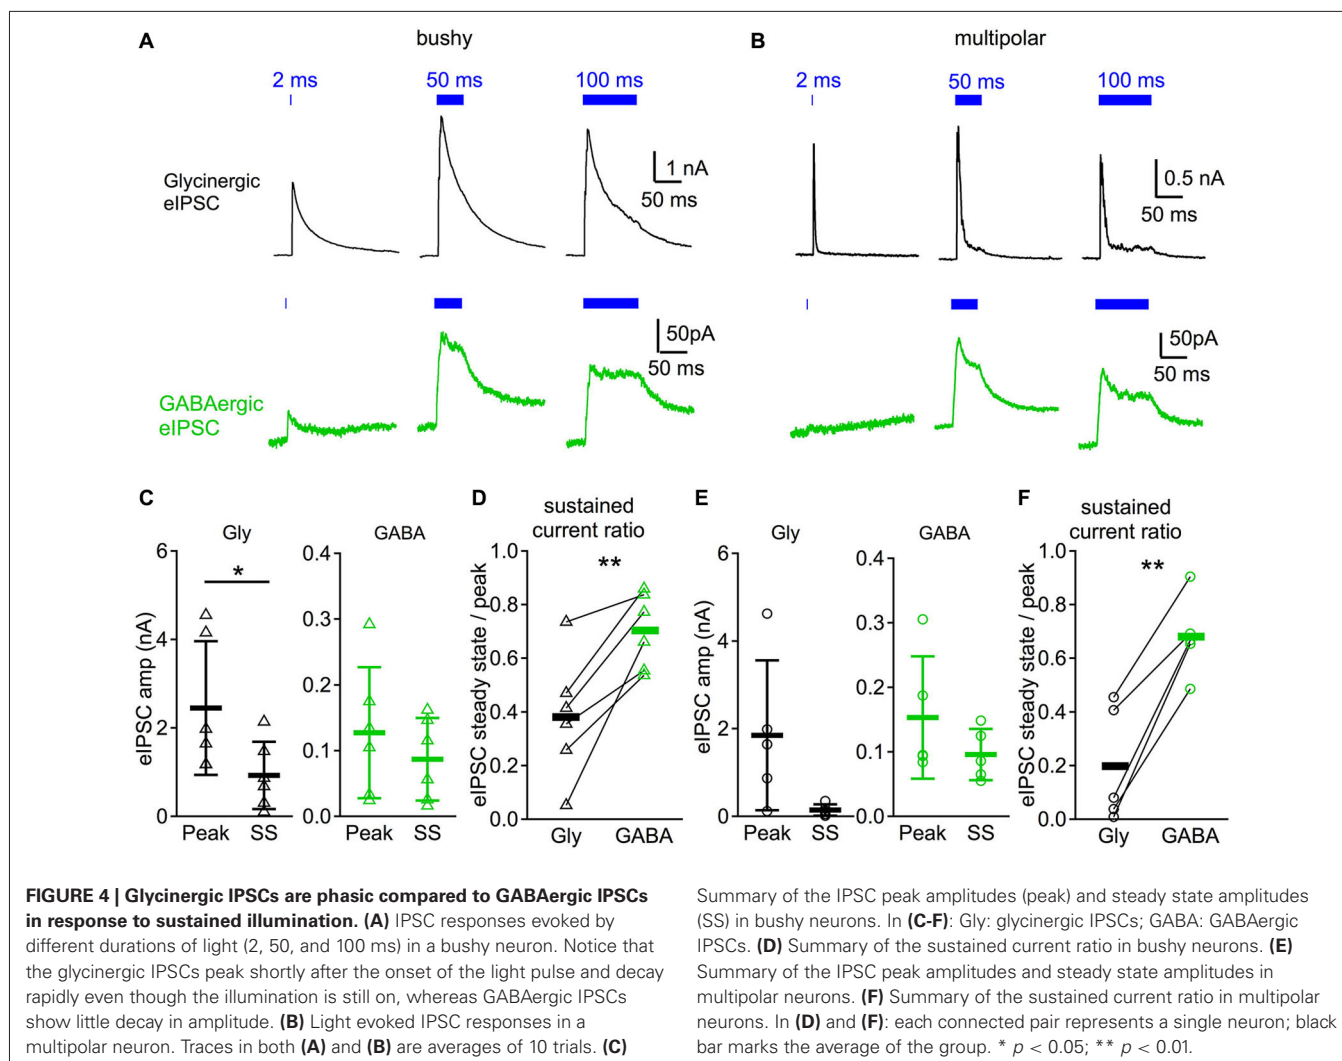 A
bushy
B
multipolar
2 ms
50 ms
100 ms
2 ms
50 ms
100 ms
Glycinergic
eIPSC
1 nA
50 ms
0.5 nA
50 ms
GABAergic
eIPSC
50pA
50 ms
50pA
50 ms
C
Gly
GABA
eIPSC amp (nA)
6
4
2
0
*
Peak
SS
0.4
0.3
0.2
0.1
0.0
Peak
SS
D
sustained
current ratio
eIPSC steady state / peak
1.0
0.8
0.6
0.4
0.2
0.0
**
Gly
GABA
E
Gly
GABA
eIPSC amp (nA)
6
4
2
0
Peak
SS
0.4
0.3
0.2
0.1
0.0
Peak
SS
F
sustained
current ratio
eIPSC steady state / peak
1.0
0.8
0.6
0.4
0.2
0.0
**
Gly
GABA
FIGURE 4 | Glycinergic IPSCs are phasic compared to GABAergic IPSCs
in response to sustained illumination. (A) IPSC responses evoked by
different durations of light (2, 50, and 100 ms) in a bushy neuron. Notice that
the glycinergic IPSCs peak shortly after the onset of the light pulse and decay
rapidly even though the illumination is still on, whereas GABAergic IPSCs
show little decay in amplitude. (B) Light evoked IPSC responses in a
multipolar neuron. Traces in both (A) and (B) are averages of 10 trials. (C)
Summary of the IPSC peak amplitudes (peak) and steady state amplitudes
(SS) in bushy neurons. In (C-F): Gly: glycinergic IPSCs; GABA: GABAergic
IPSCs. (D) Summary of the sustained current ratio in bushy neurons. (E)
Summary of the IPSC peak amplitudes and steady state amplitudes in
multipolar neurons. (F) Summary of the sustained current ratio in multipolar
neurons. In (D) and (F): each connected pair represents a single neuron; black
bar marks the average of the group. * p < 0.05; ** p < 0.01.